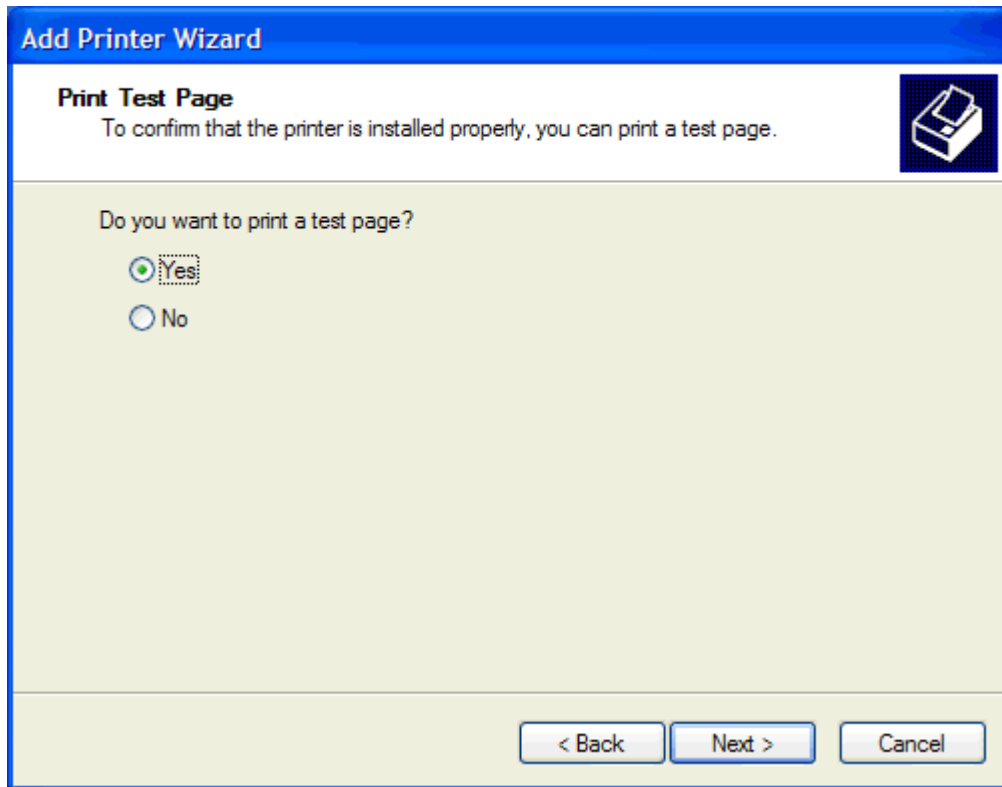 Add Printer Wizard
Print Test Page
To confirm that the printer is installed properly, you can print a test page.
Do you want to print a test page?
Yes
No
< Back Next > Cancel